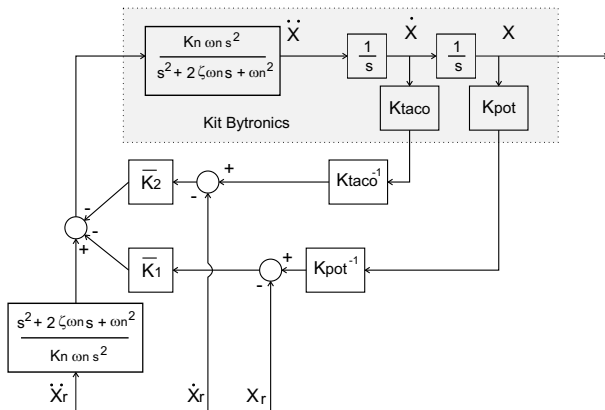 Kn ωn s²
s² + 2 ζωn s + ωn²
Ẍ
1
s
Ẋ
1
s
X
Ktaco
Kpot
Kit Bytronics
K̅2
+
-
Ktaco⁻¹
-
-
+
K̅1
+
-
Kpot⁻¹
s² + 2 ζωn s + ωn²
Kn ωn s²
Ẍr
Ẋr
Xr